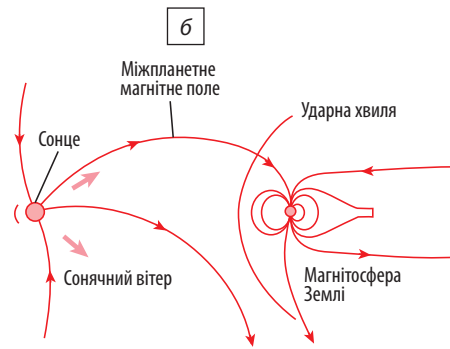 б
Міжпланетне
магнітне поле
Ударна хвиля
Сонце
Сонячний вітер
Магнітосфера
Землі